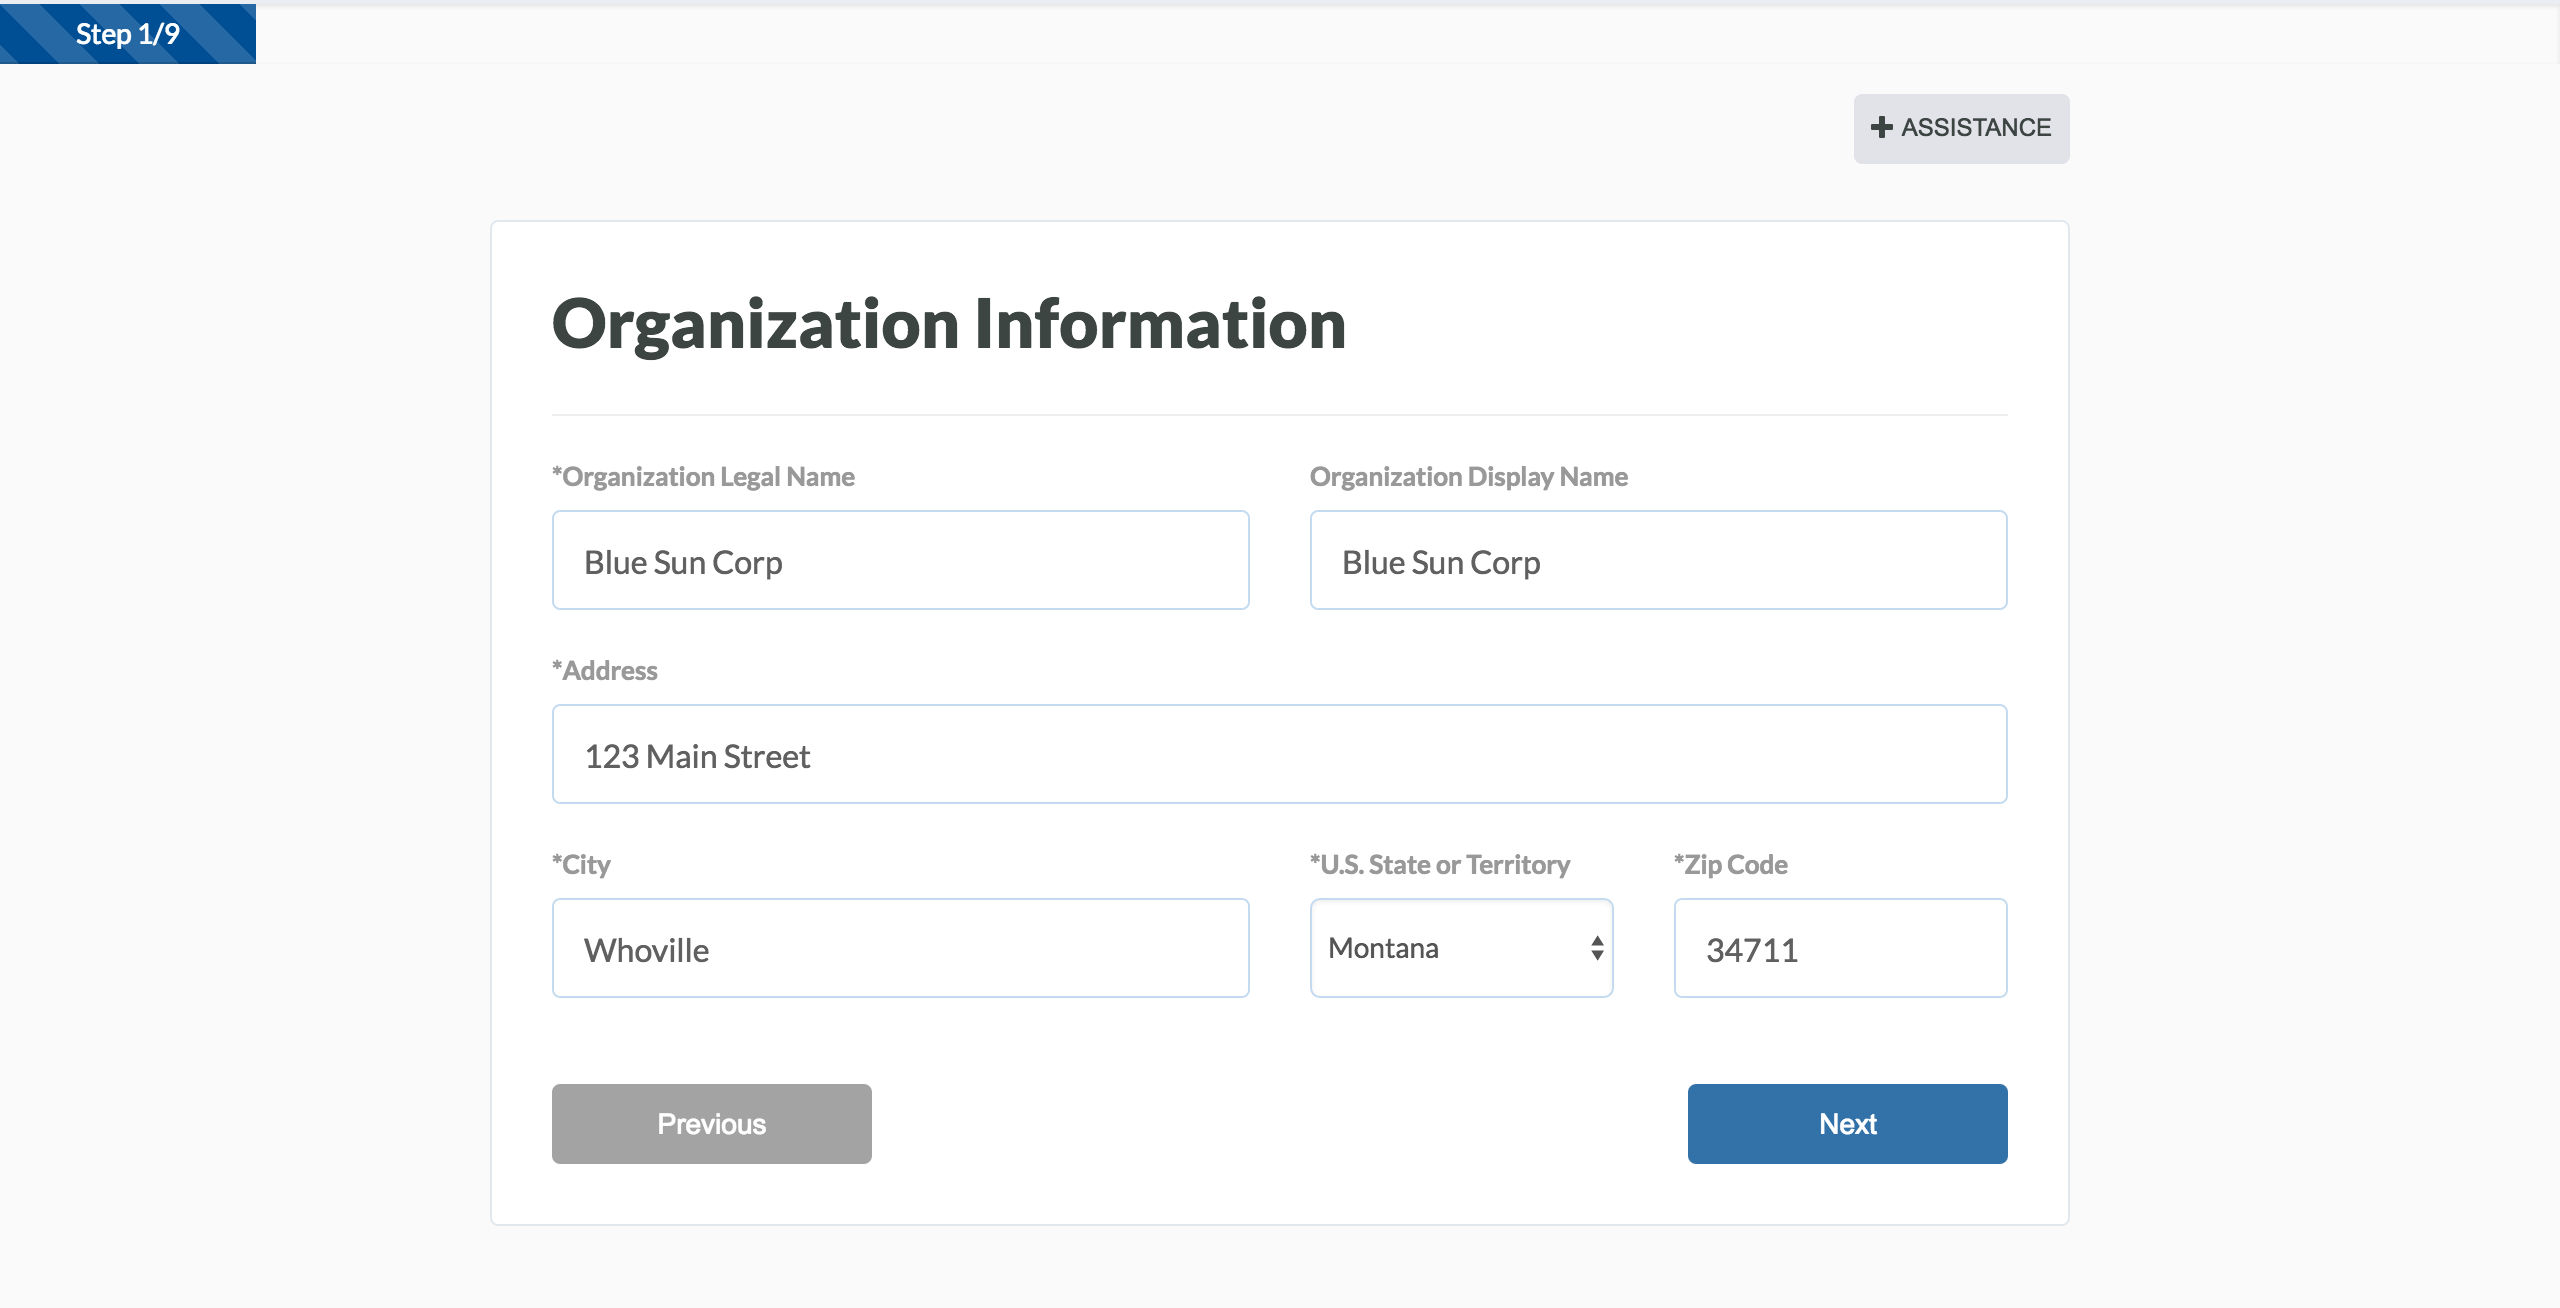 Step 1/9
ASSISTANCE
Organization Information
*Organization Legal Name
Organization Display Name
Blue Sun Corp
Blue Sun Corp
*Address
123 Main Street
*City
*U.S. State or Territory
*Zip Code
Whoville
Montana
34711
Previous
Next